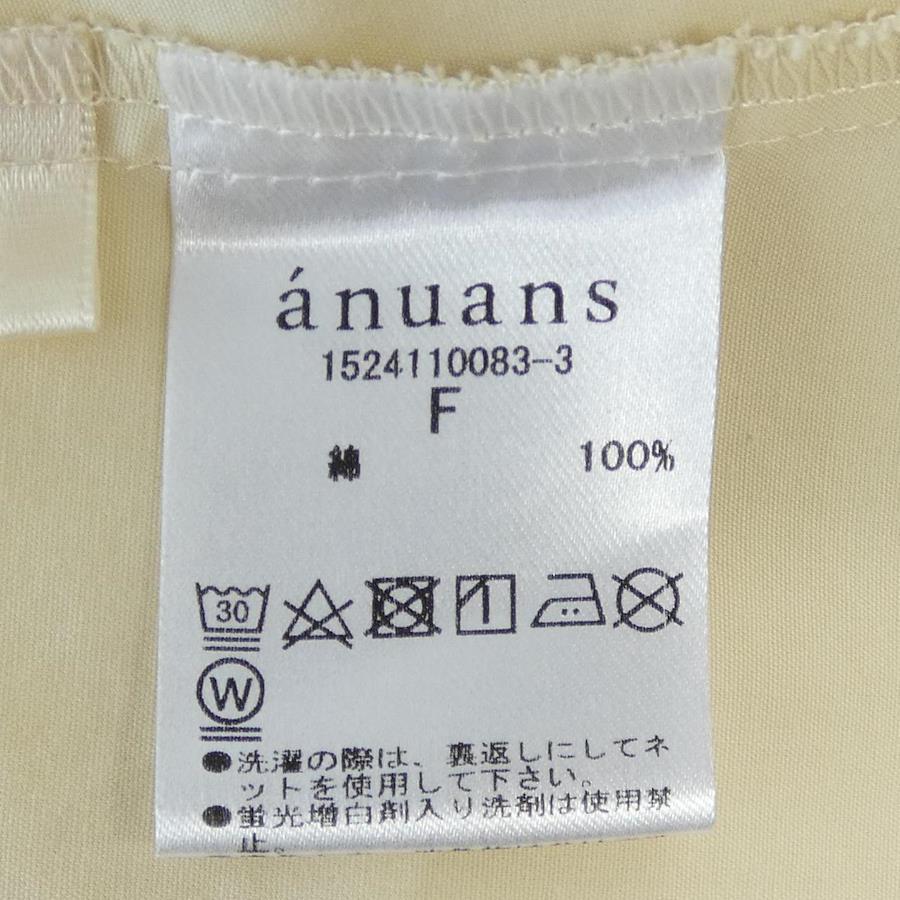 ánuans
1524110083-3
F
綿 100%
30
W
●洗濯の際は、裏返しにしてネ
ットを使用して下さい。
●蛍光増白剤入り洗剤は使用禁
止。